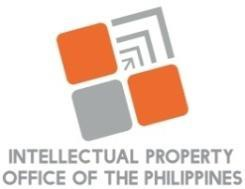 INTELLECTUAL PROPERTY
OFFICE OF THE PHILIPPINES